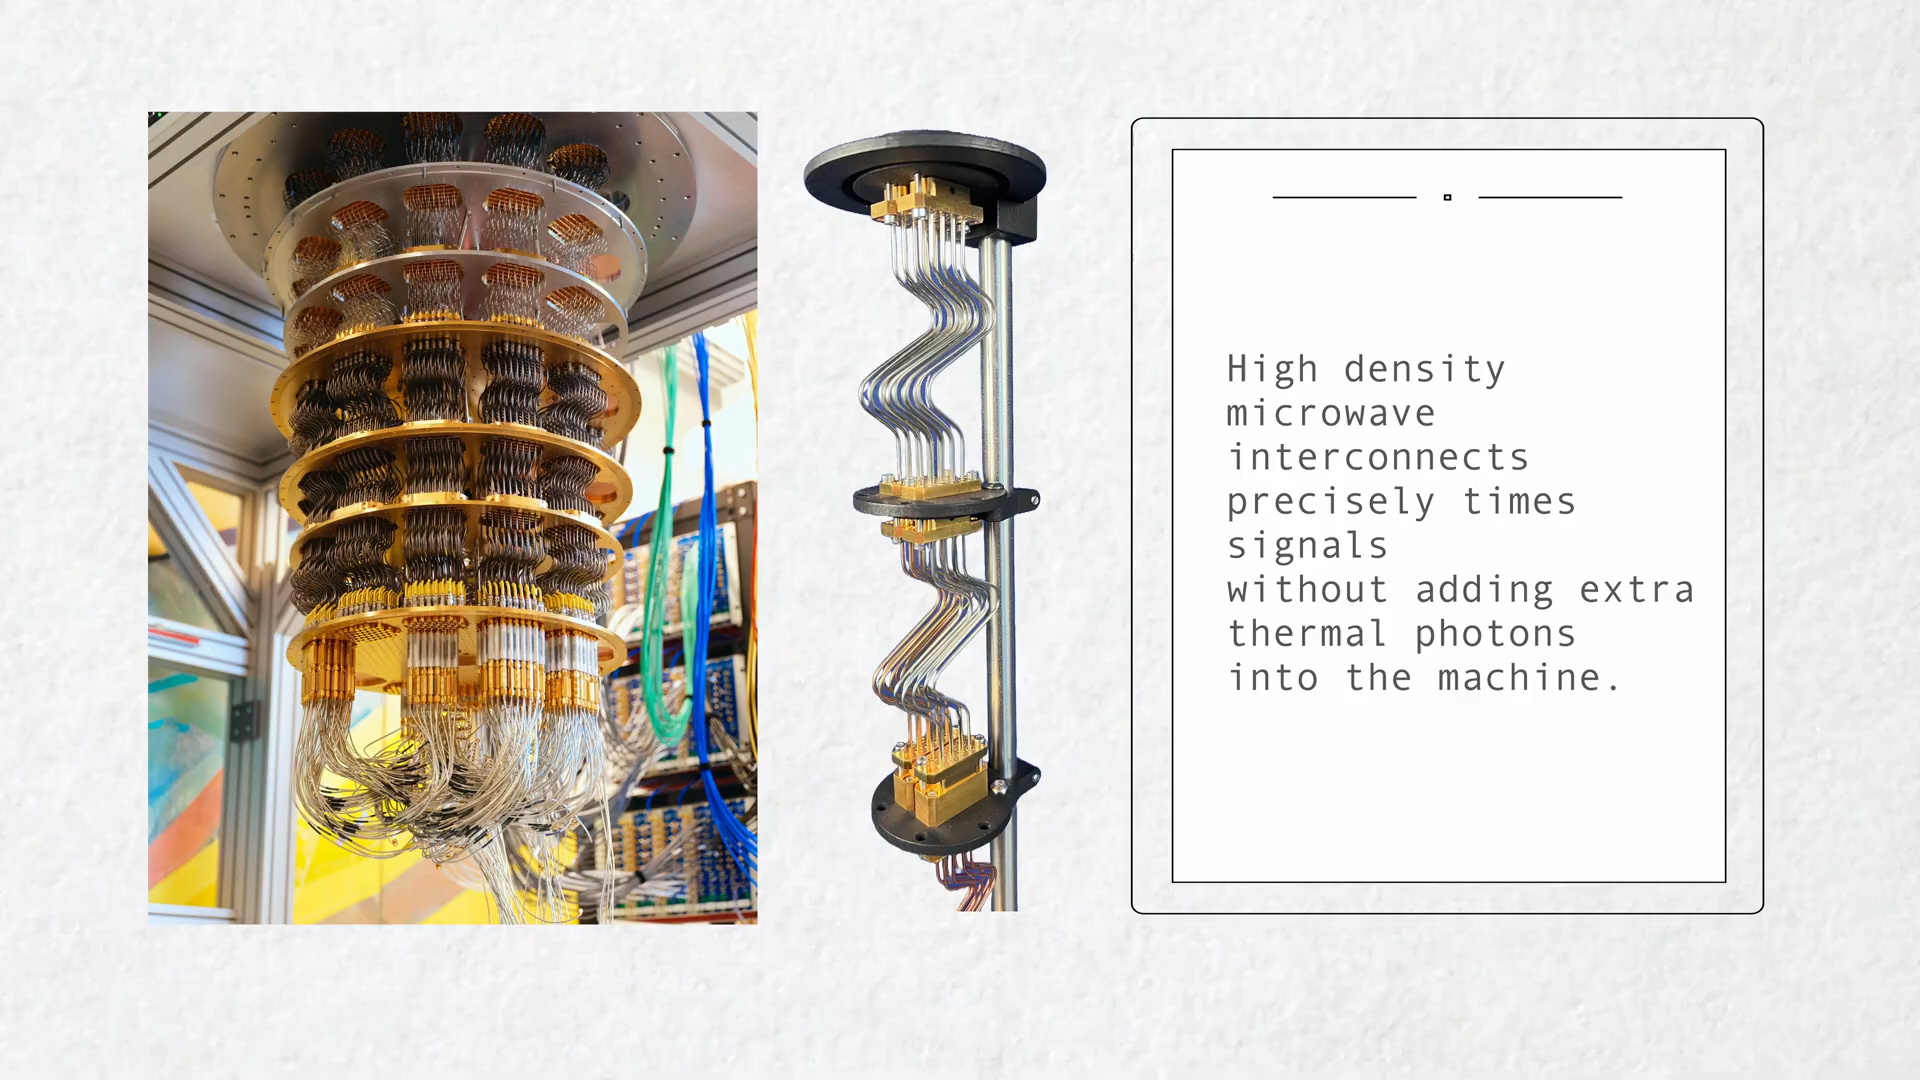 High density
microwave
interconnects
precisely times
signals
without adding extra
thermal photons
into the machine.